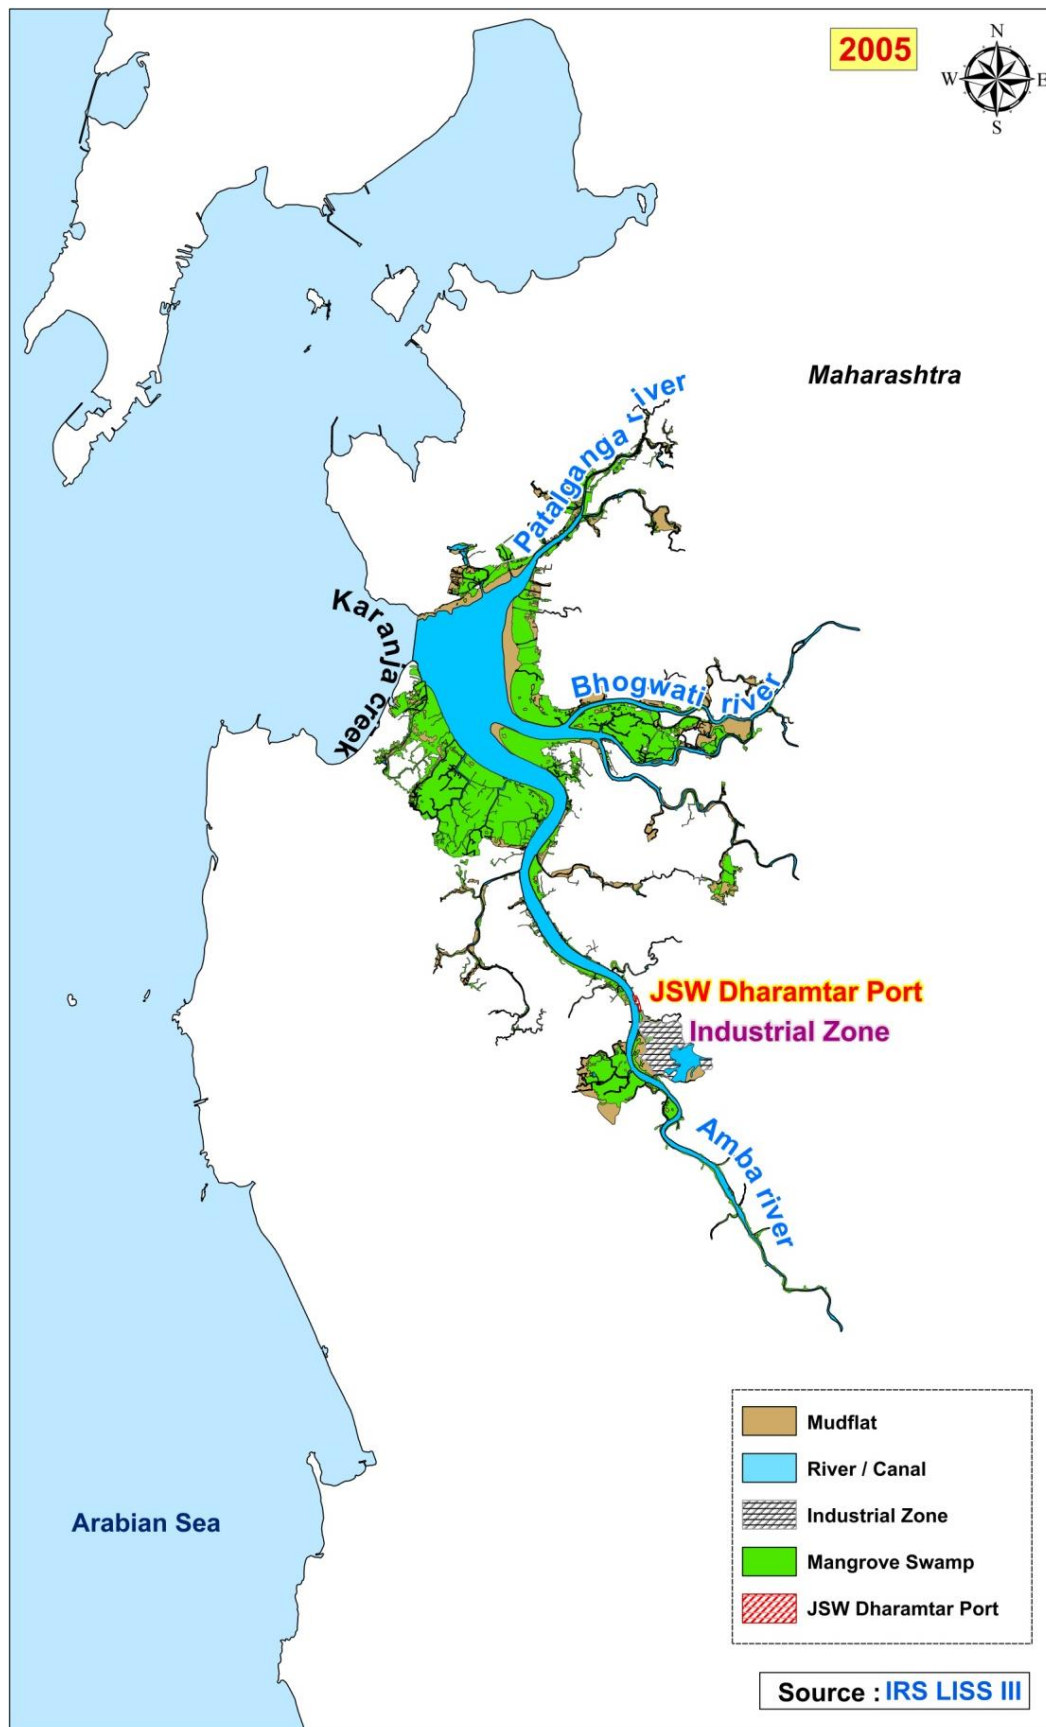 2005
N
W
E
S
Maharashtra
Patalganga river
Karanja creek
Bhogwati river
JSW Dharamtar Port
Industrial Zone
Amba river
Arabian Sea
Mudflat
River / Canal
Industrial Zone
Mangrove Swamp
JSW Dharamtar Port
Source : IRS LISS III